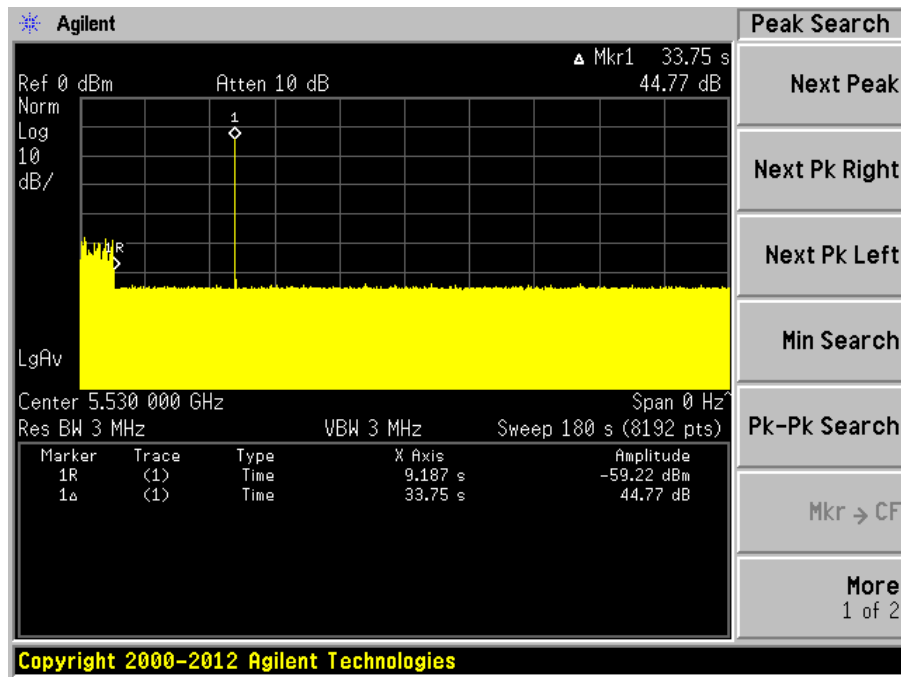 Agilent
Peak Search
Δ Mkr1 33.75 s
Ref 0 dBm Atten 10 dB 44.77 dB
Norm
Log
10
dB/
1
1R
LgAv
Center 5.530 000 GHz Span 0 Hz^
Res BW 3 MHz VBW 3 MHz Sweep 180 s (8192 pts)
Marker Trace Type X Axis Amplitude
1R (1) Time 9.187 s -59.22 dBm
1Δ (1) Time 33.75 s 44.77 dB
Next Peak
Next Pk Right
Next Pk Left
Min Search
Pk-Pk Search
Mkr → CF
More
1 of 2
Copyright 2000-2012 Agilent Technologies